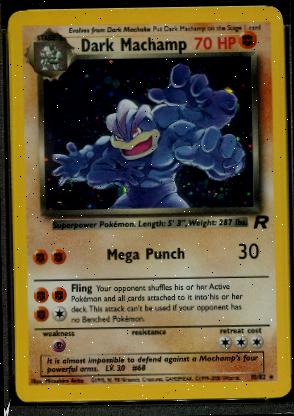 Evolves from Dark Machoke Put Dark Machamp on the Stage 1 card
Dark Machamp 70 HP
Superpower Pokémon. Length: 5' 3", Weight: 287 lbs.
R
Mega Punch 30
Fling Your opponent shuffles his or her Active
Pokémon and all cards attached to it into his or her
deck. This attack can't be used if your opponent has
no Benched Pokémon.
weakness resistance retreat cost
It is almost impossible to defend against a Machamp's four
powerful arms. LV. 30 #68
10/82